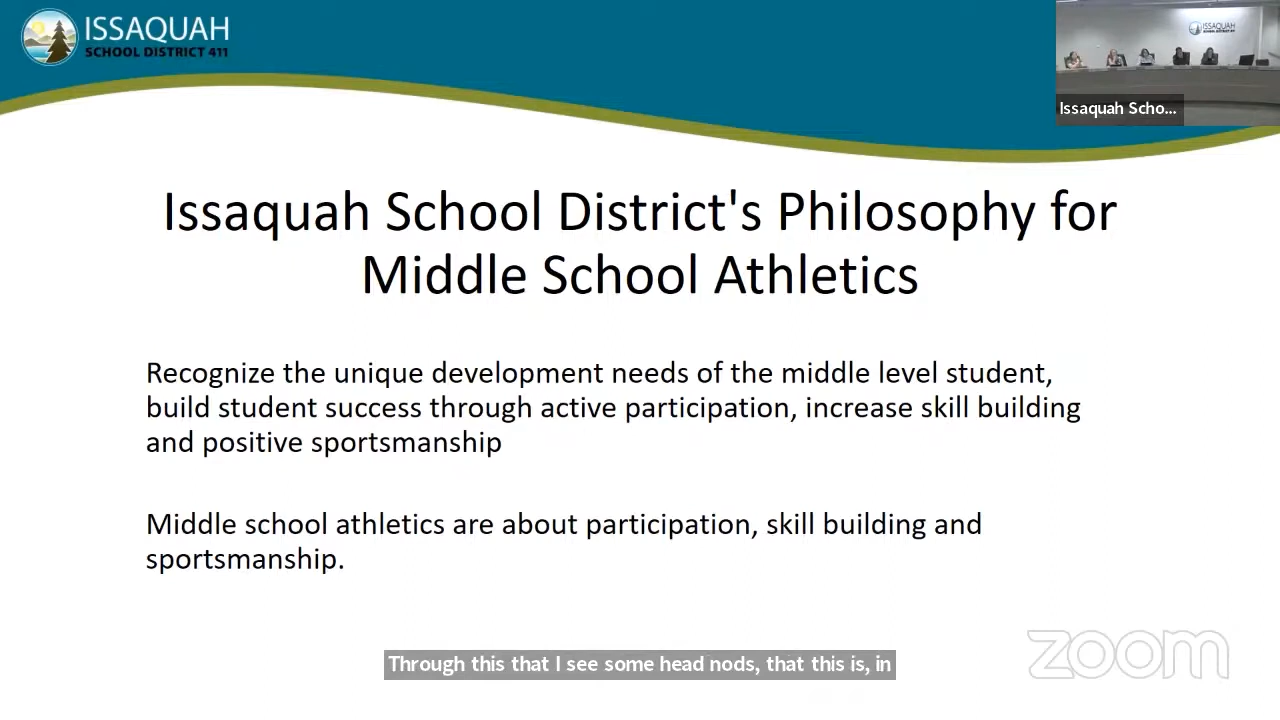 ISSAQUAH
SCHOOL DISTRICT 411
ISSAQUAH
Issaquah Scho...
Issaquah School District's Philosophy for
Middle School Athletics
Recognize the unique development needs of the middle level student,
build student success through active participation, increase skill building
and positive sportsmanship
Middle school athletics are about participation, skill building and
sportsmanship.
Through this that I see some head nods, that this is, in
zoom